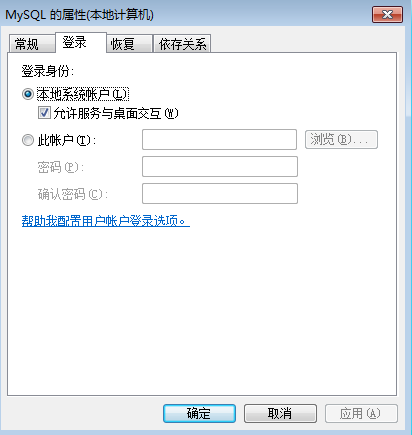 MySQL 的属性(本地计算机)
常规 登录 恢复 依存关系
登录身份:
本地系统帐户(L)
允许服务与桌面交互(W)
此帐户(T): 浏览(B)...
密码(P):
确认密码(C):
帮助我配置用户帐户登录选项。
确定 取消 应用(A)